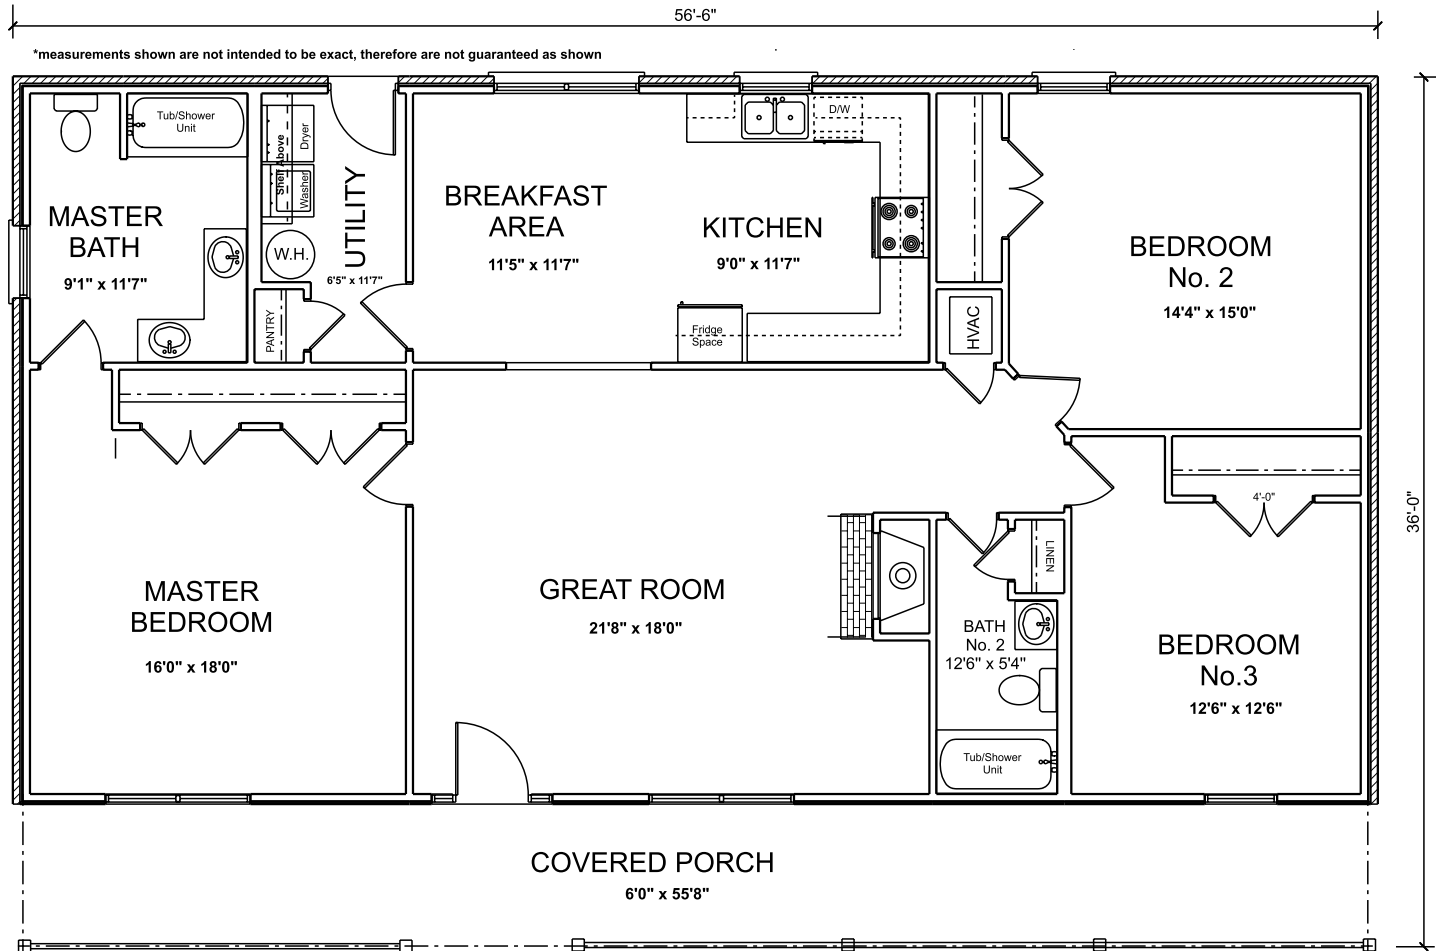 56'-6"
*measurements shown are not intended to be exact, therefore are not guaranteed as shown
Tub/Shower
Unit
MASTER
BATH
9'1" x 11'7"
Dryer
Shelf Above
Washer
W.H.
UTILITY
6'5" x 11'7"
PANTRY
BREAKFAST
AREA
11'5" x 11'7"
KITCHEN
9'0" x 11'7"
D/W
Fridge
Space
HVAC
BEDROOM
No. 2
14'4" x 15'0"
36'-0"
4'-0"
LINEN
MASTER
BEDROOM
16'0" x 18'0"
GREAT ROOM
21'8" x 18'0"
BATH
No. 2
12'6" x 5'4"
Tub/Shower
Unit
BEDROOM
No.3
12'6" x 12'6"
COVERED PORCH
6'0" x 55'8"